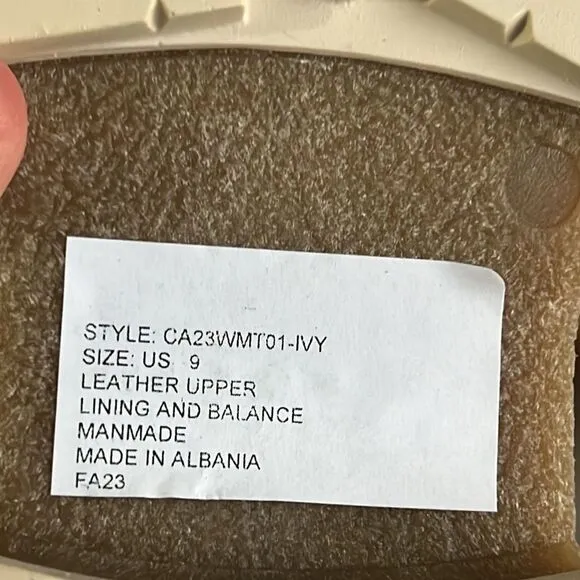 STYLE: CA23WMT01-IVY
SIZE: US 9
LEATHER UPPER
LINING AND BALANCE
MANMADE
MADE IN ALBANIA
FA23